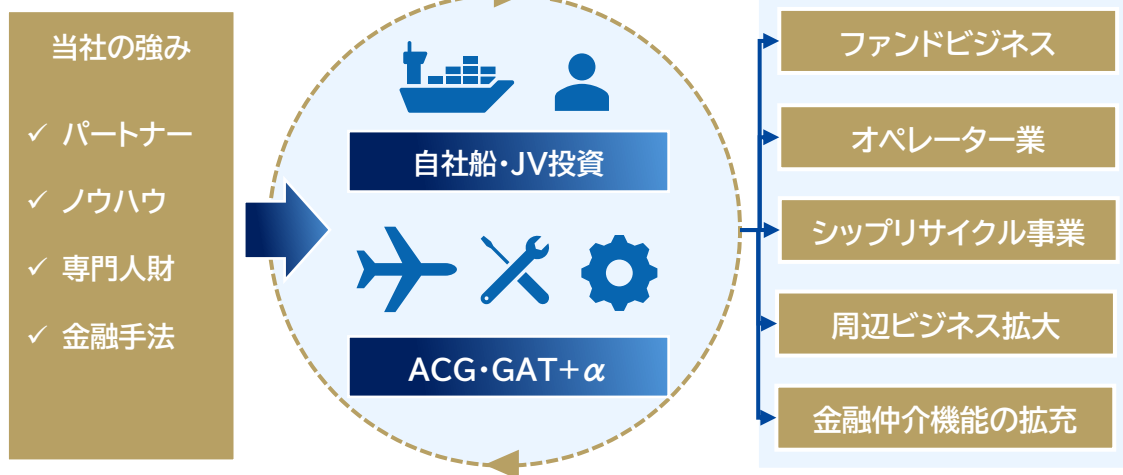 当社の強み
✓ パートナー
✓ ノウハウ
✓ 専門人財
✓ 金融手法
自社船・JV投資
ACG・GAT+α
ファンドビジネス
オペレーター業
シップリサイクル事業
周辺ビジネス拡大
金融仲介機能の拡充